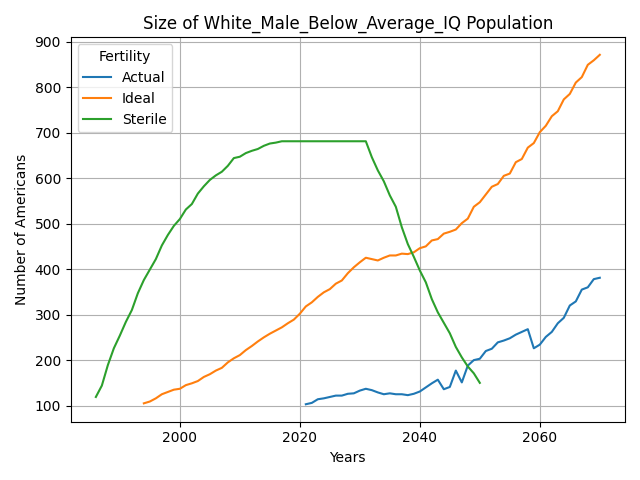 Size of White_Male_Below_Average_IQ Population
Fertility
Actual
Ideal
Sterile
Number of Americans
900
800
700
600
500
400
300
200
100
2000 2020 2040 2060
Years